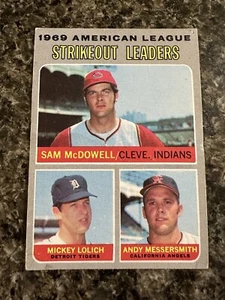 1969 AMERICAN LEAGUE
STRIKEOUT LEADERS
SAM McDOWELL/CLEVE. INDIANS
MICKEY LOLICH
DETROIT TIGERS
ANDY MESSERSMITH
CALIFORNIA ANGELS